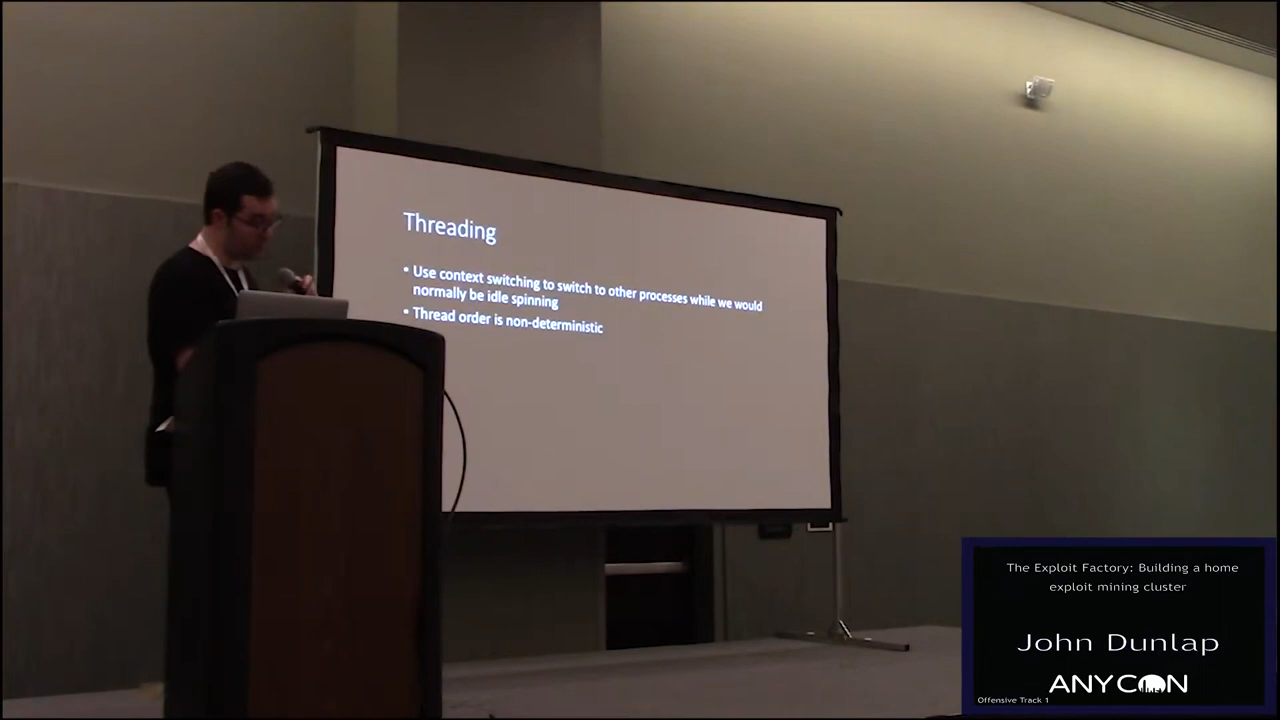 Threading
• Use context switching to switch to other processes while we would
normally be idle spinning
• Thread order is non-deterministic
The Exploit Factory: Building a home
exploit mining cluster
John Dunlap
ANYCON
Offensive Track 1